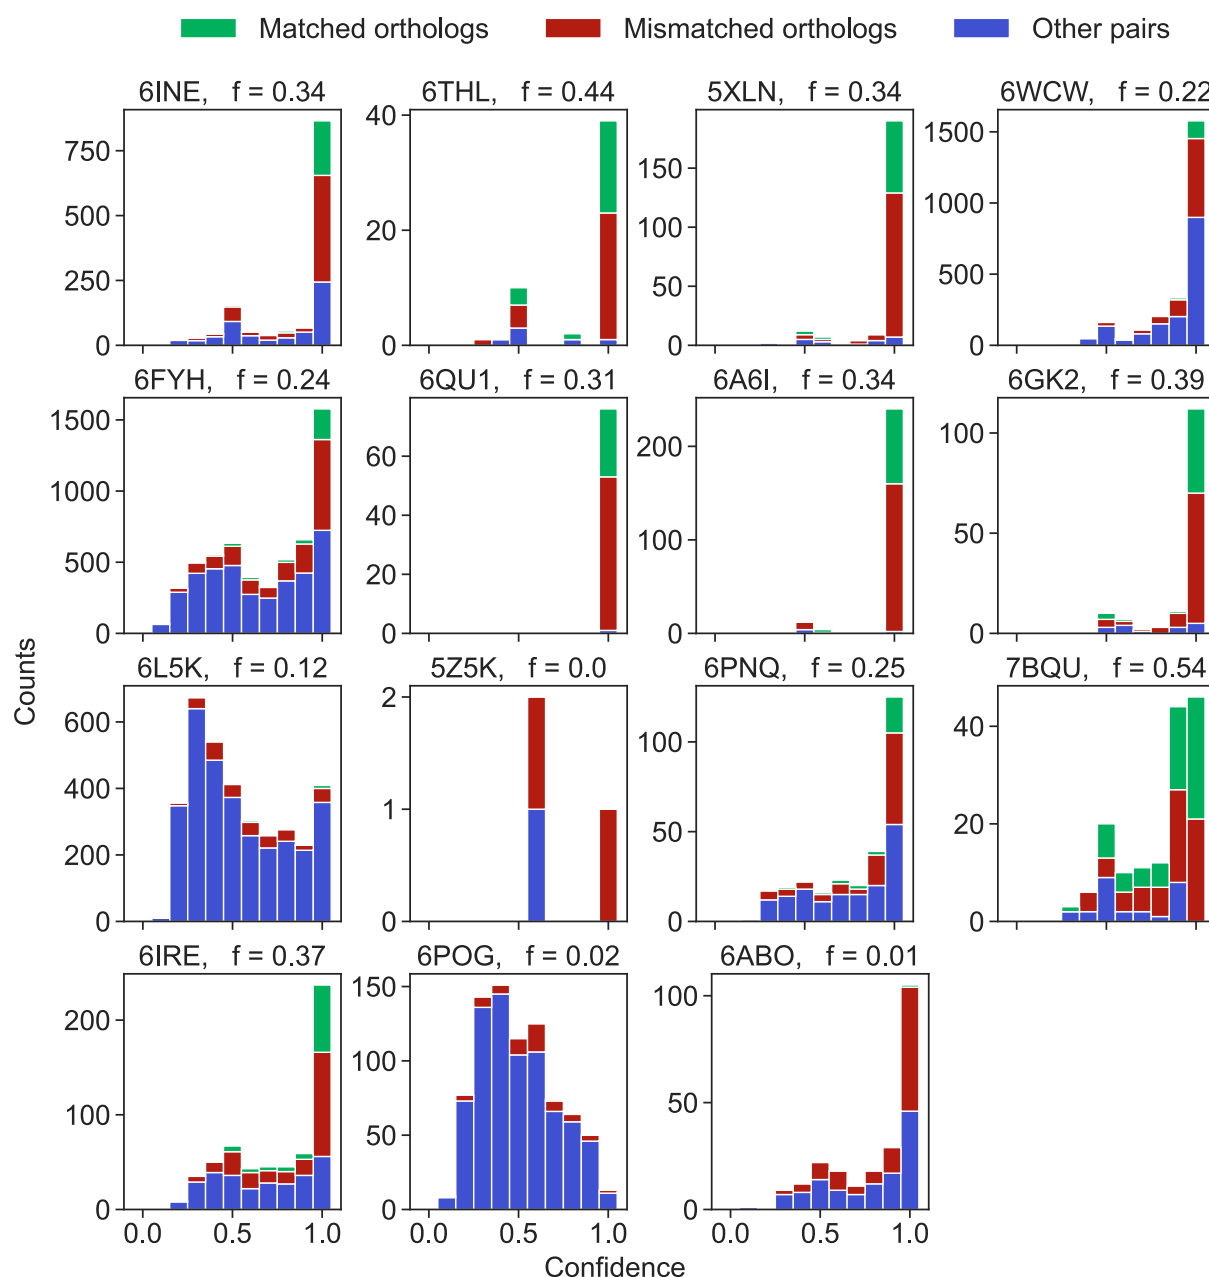 Matched orthologs Mismatched orthologs Other pairs
6INE, f = 0.34 6THL, f = 0.44 5XLN, f = 0.34 6WCW, f = 0.22
750 500 250 0
40 20 0
150 100 50 0
1500 1000 500 0
6FYH, f = 0.24 6QU1, f = 0.31 6A6I, f = 0.34 6GK2, f = 0.39
1500 1000 500 0
60 40 20 0
200 100 0
100 50 0
Counts
6L5K, f = 0.12 5Z5K, f = 0.0 6PNQ, f = 0.25 7BQU, f = 0.54
600 400 200 0
2 1 0
100 50 0
40 20 0
6IRE, f = 0.37 6POG, f = 0.02 6ABO, f = 0.01
200 100 0
150 100 50 0
100 50 0
0.0 0.5 1.0 0.0 0.5 1.0 0.0 0.5 1.0
Confidence